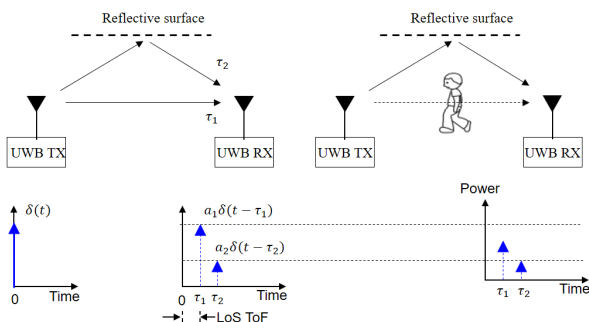 Reflective surface
Reflective surface
τ₂
τ₁
UWB TX
UWB RX
UWB TX
UWB RX
Power
δ(t)
a₁δ(t − τ₁)
a₂δ(t − τ₂)
0
Time
0
τ₁
τ₂
Time
τ₁
τ₂
Time
LoS ToF